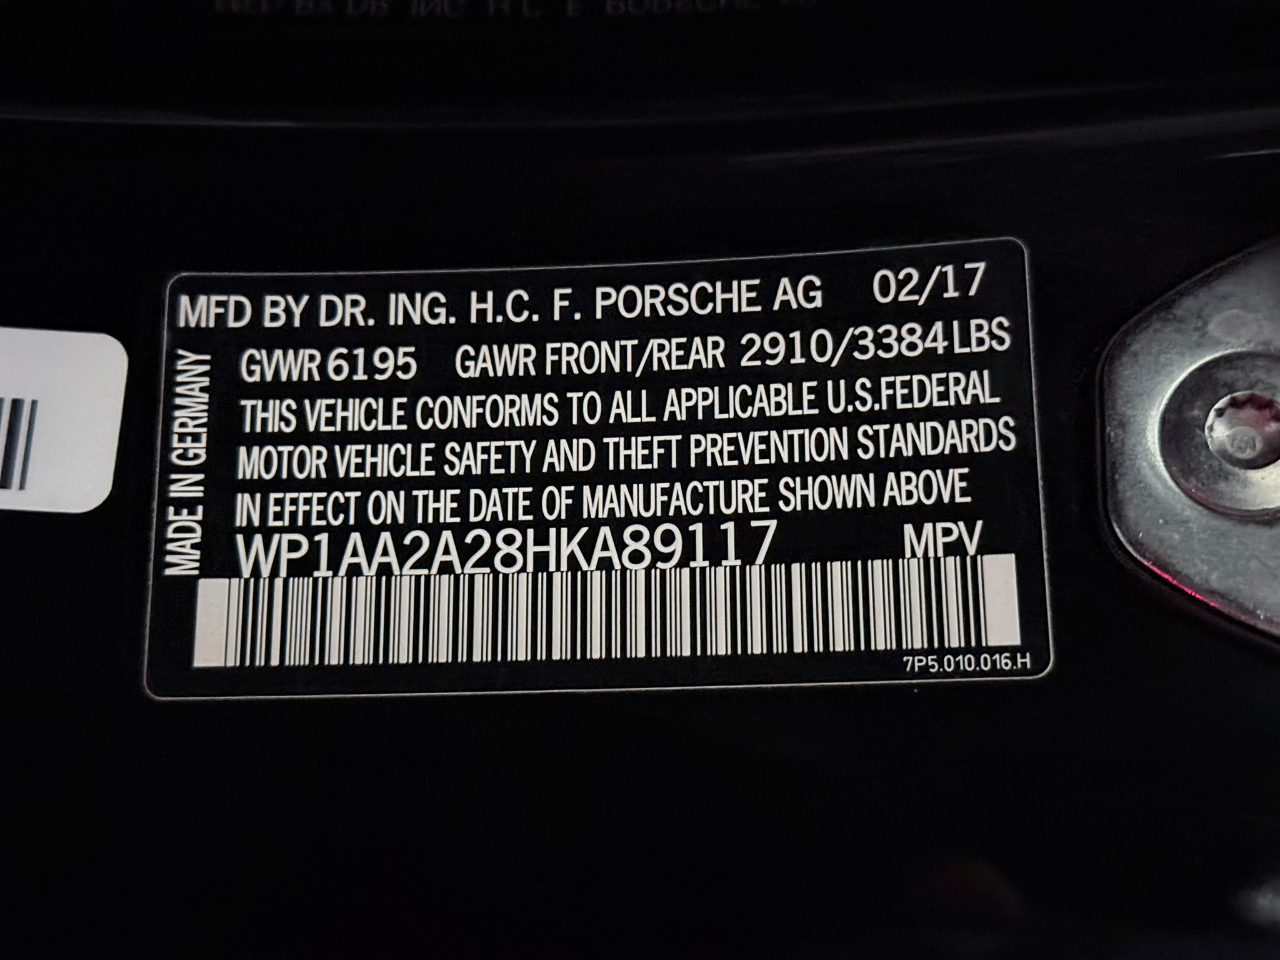 MFD BY DR. ING. H.C. F. PORSCHE AG 02/17
GVWR 6195 GAWR FRONT/REAR 2910/3384 LBS
THIS VEHICLE CONFORMS TO ALL APPLICABLE U.S.FEDERAL
MOTOR VEHICLE SAFETY AND THEFT PREVENTION STANDARDS
IN EFFECT ON THE DATE OF MANUFACTURE SHOWN ABOVE
WP1AA2A28HKA89117 MPV
7P5.010.016.H
MADE IN GERMANY